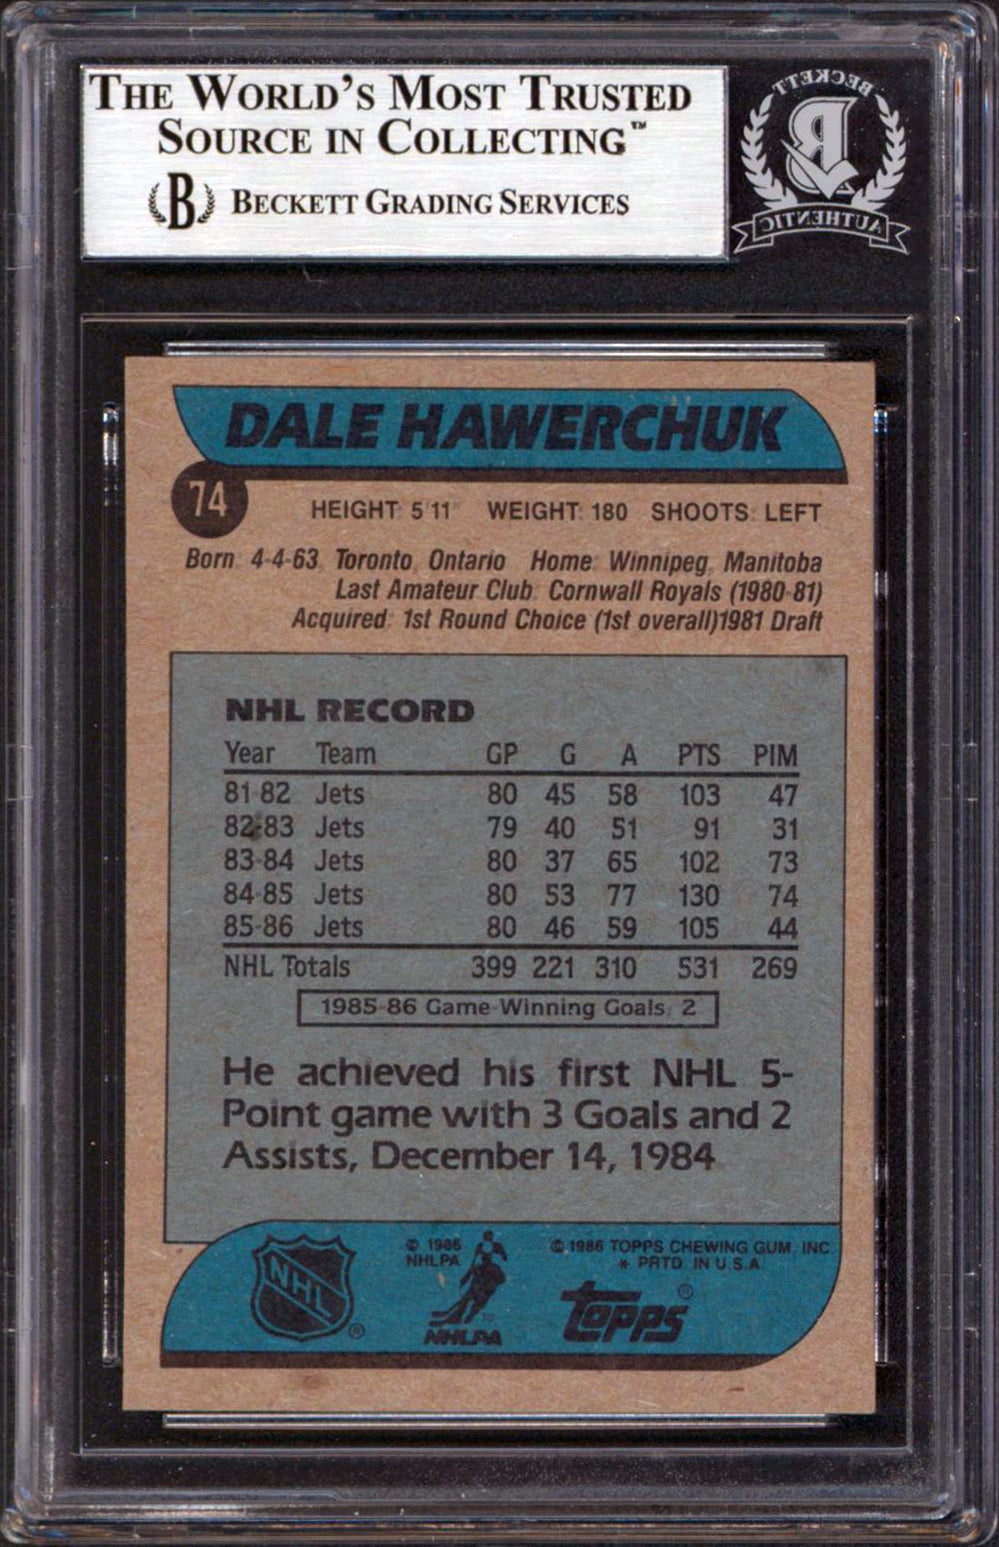 THE WORLD'S MOST TRUSTED
SOURCE IN COLLECTING™
B BECKETT GRADING SERVICES
BECKETT
B
AUTHENTIC
DALE HAWERCHUK
74
HEIGHT: 5'11" WEIGHT: 180 SHOOTS: LEFT
Born: 4-4-63, Toronto, Ontario Home: Winnipeg, Manitoba
Last Amateur Club: Cornwall Royals (1980-81)
Acquired: 1st Round Choice (1st overall)1981 Draft
NHL RECORD
Year Team GP G A PTS PIM
81-82 Jets 80 45 58 103 47
82-83 Jets 79 40 51 91 31
83-84 Jets 80 37 65 102 73
84-85 Jets 80 53 77 130 74
85-86 Jets 80 46 59 105 44
NHL Totals 399 221 310 531 269
1985-86 Game-Winning Goals: 2
He achieved his first NHL 5-
Point game with 3 Goals and 2
Assists, December 14, 1984.
NHL ®
© 1986
NHLPA
NHLPA
© 1986 TOPPS CHEWING GUM, INC.
* PRTD. IN U.S.A.
topps ®